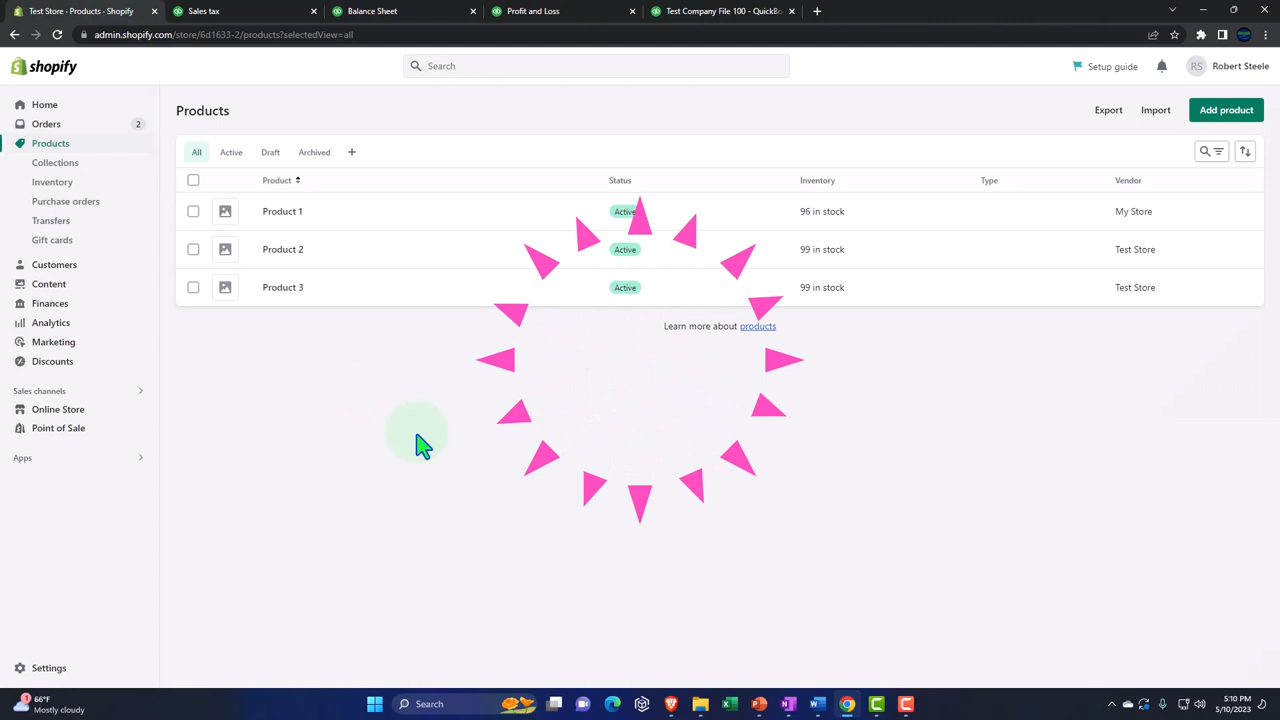 Test Store · Products · Shopify
Sales tax
Balance Sheet
Profit and Loss
Test Company File 100 - QuickBo
admin.shopify.com/store/6d1633-2/products?selectedView=all
shopify
Search
Setup guide
RS
Robert Steele
Home
Orders
2
Products
Collections
Inventory
Purchase orders
Transfers
Gift cards
Customers
Content
Finances
Analytics
Marketing
Discounts
Sales channels
Online Store
Point of Sale
Apps
Settings
Products
Export
Import
Add product
All
Active
Draft
Archived
Product
Status
Inventory
Type
Vendor
Product 1
Active
96 in stock
My Store
Product 2
Active
99 in stock
Test Store
Product 3
Active
99 in stock
Test Store
Learn more about products
1
66°F
Mostly cloudy
Search
5:10 PM
5/10/2023